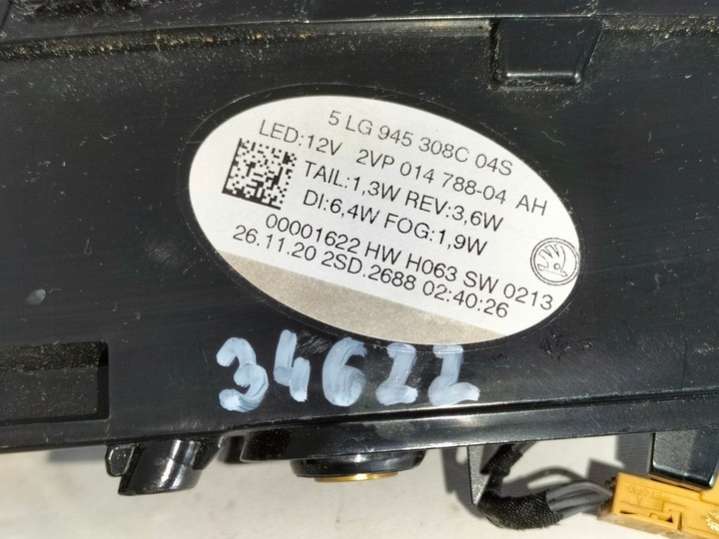 5 LG 945 308C 04S
LED:12V 2VP 014 788-04 AH
TAIL:1,3W REV:3,6W
DI:6,4W FOG:1,9W
00001622 HW H063 SW 0213
26.11.20 2SD.2688 02:40:26
34622